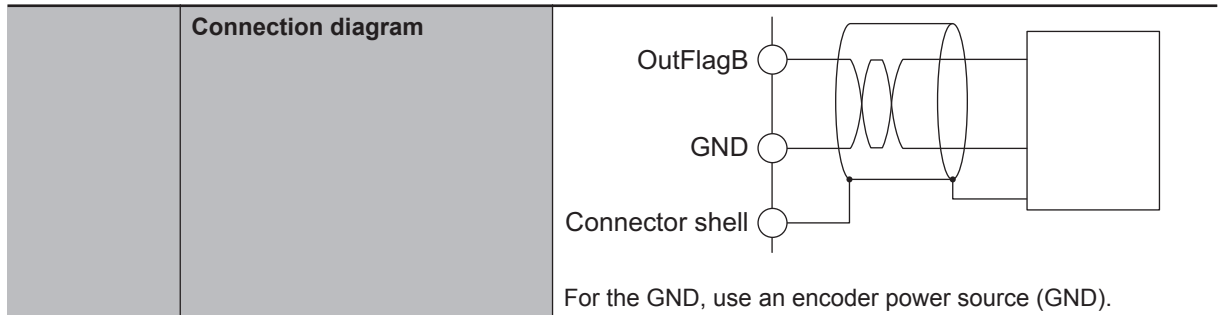 Connection diagram
OutFlagB
GND
Connector shell
For the GND, use an encoder power source (GND).